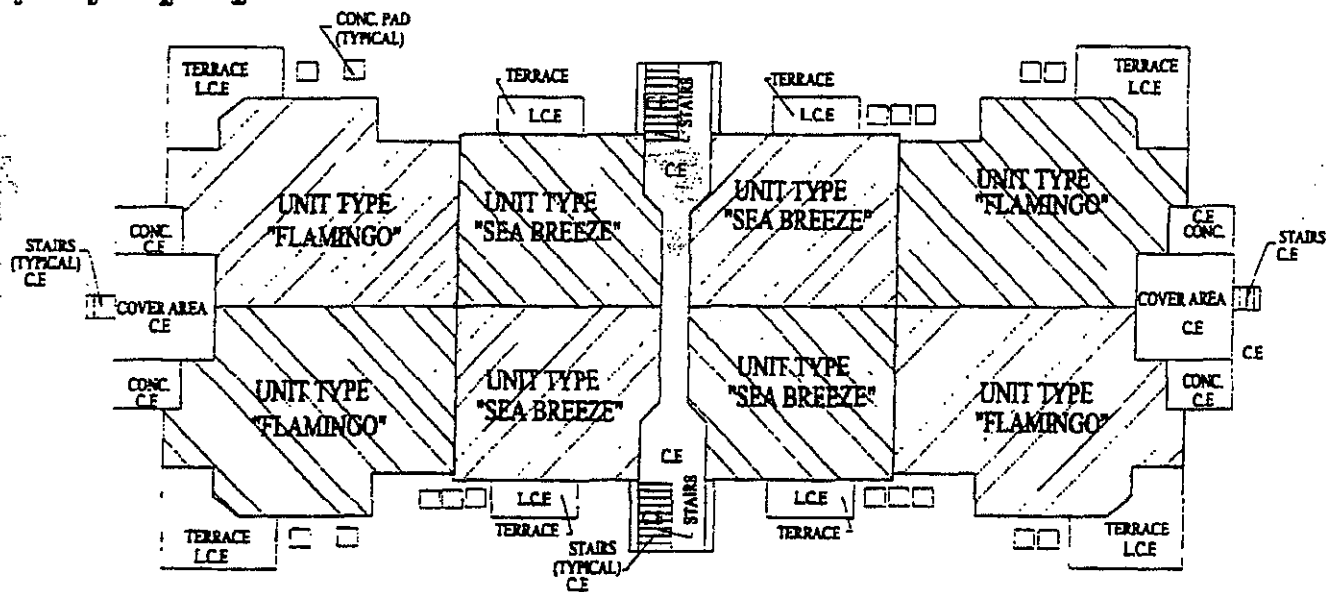 CONC. PAD
(TYPICAL)
TERRACE
L.C.E
TERRACE
L.C.E
STAIRS
C.E
TERRACE
L.C.E
TERRACE
L.C.E
UNIT TYPE
"FLAMINGO"
UNIT TYPE
"SEA BREEZE"
UNIT TYPE
"SEA BREEZE"
UNIT TYPE
"FLAMINGO"
CONC.
C.E
C.E
CONC.
STAIRS
(TYPICAL)
C.E
STAIRS
C.E
COVER AREA
C.E
COVER AREA
C.E
C.E
CONC.
C.E
CONC.
C.E
UNIT TYPE
"FLAMINGO"
UNIT TYPE
"SEA BREEZE"
UNIT TYPE
"SEA BREEZE"
UNIT TYPE
"FLAMINGO"
C.E
STAIRS
L.C.E
TERRACE
L.C.E
TERRACE
TERRACE
L.C.E
STAIRS
(TYPICAL)
C.E
TERRACE
L.C.E